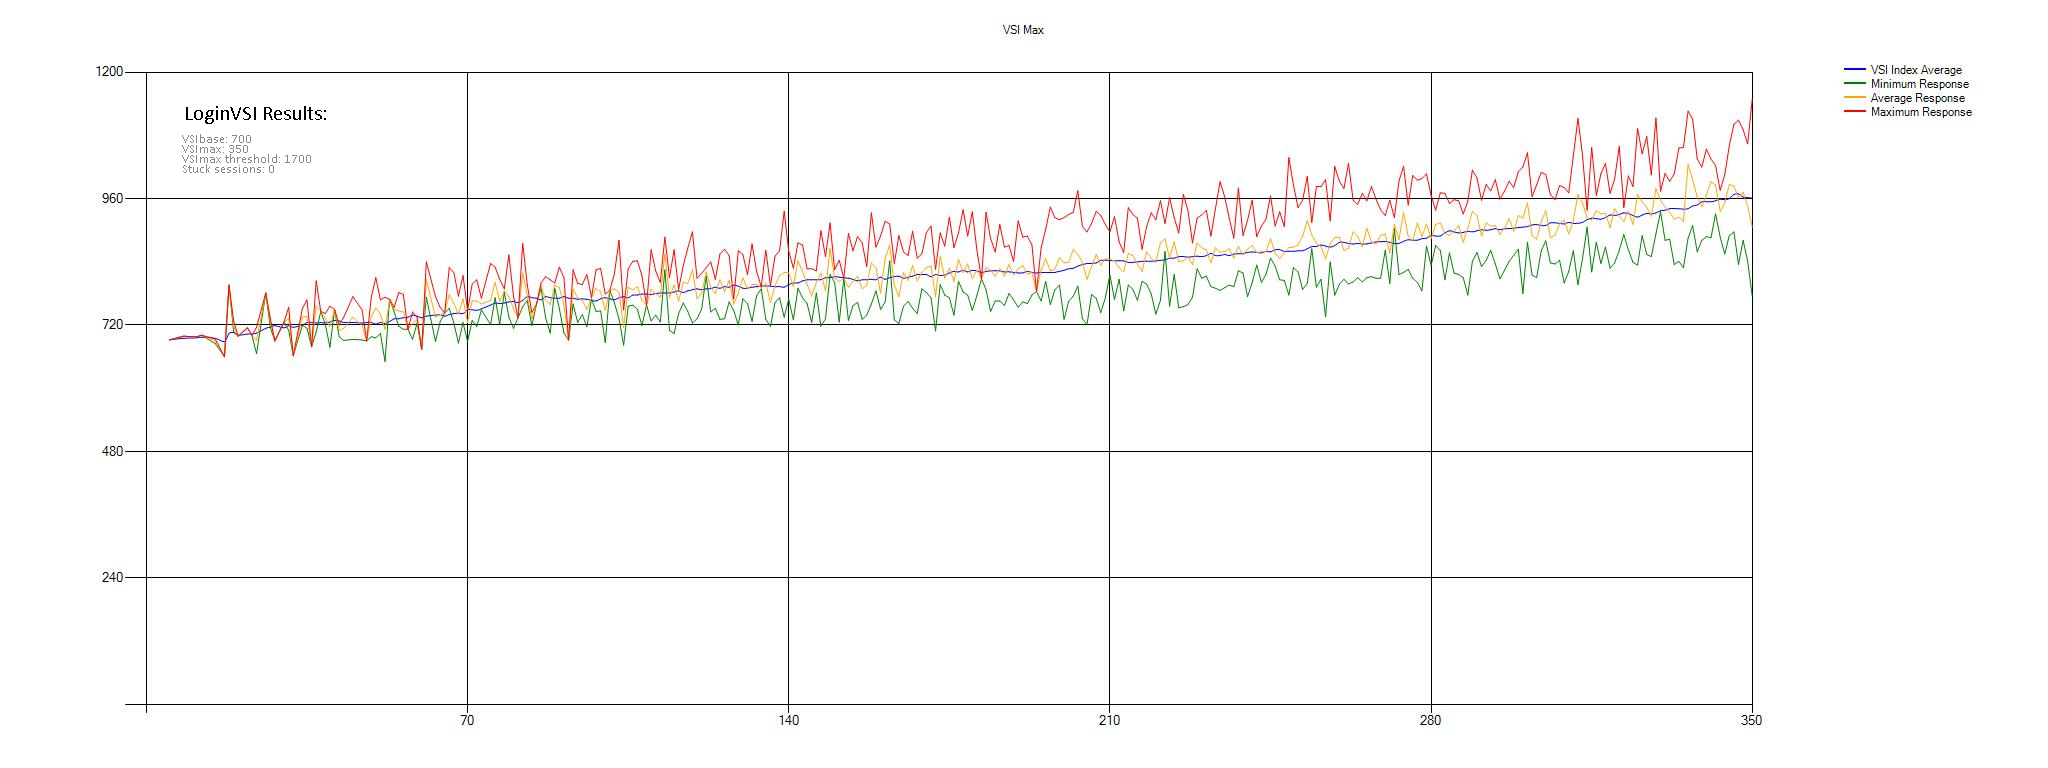 VSI Max
1200
960
720
480
240
LoginVSI Results:
VSIbase: 700
VSImax: 350
VSImax threshold: 1700
Stuck sessions: 0
VSI Index Average
Minimum Response
Average Response
Maximum Response
70 140 210 280 350